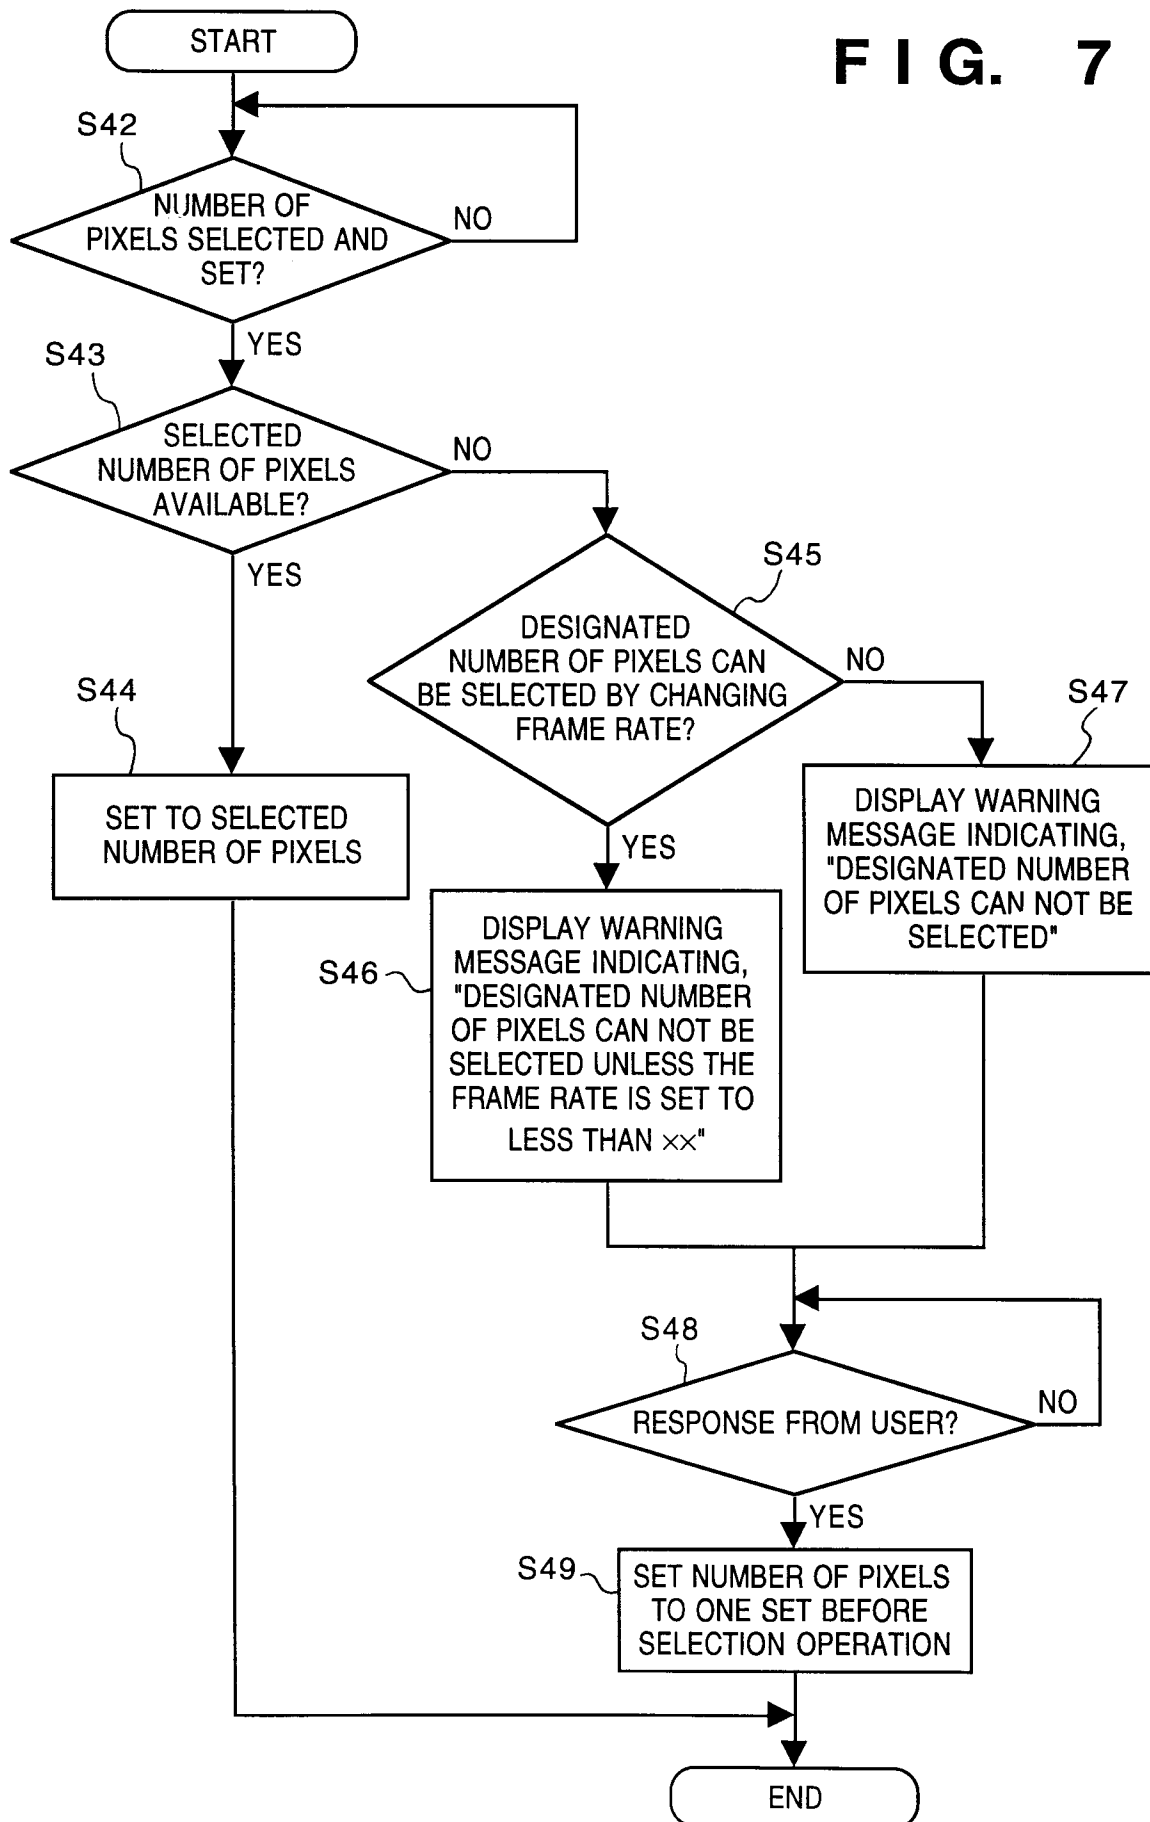 START
FIG. 7
S42
NUMBER OF
PIXELS SELECTED AND
SET?
NO
YES
S43
SELECTED
NUMBER OF PIXELS
AVAILABLE?
NO
YES
S45
DESIGNATED
NUMBER OF PIXELS CAN
BE SELECTED BY CHANGING
FRAME RATE?
NO
YES
S44
SET TO SELECTED
NUMBER OF PIXELS
S47
DISPLAY WARNING
MESSAGE INDICATING,
"DESIGNATED NUMBER
OF PIXELS CAN NOT BE
SELECTED"
S46
DISPLAY WARNING
MESSAGE INDICATING,
"DESIGNATED NUMBER
OF PIXELS CAN NOT BE
SELECTED UNLESS THE
FRAME RATE IS SET TO
LESS THAN ××"
S48
RESPONSE FROM USER?
NO
YES
S49
SET NUMBER OF PIXELS
TO ONE SET BEFORE
SELECTION OPERATION
END